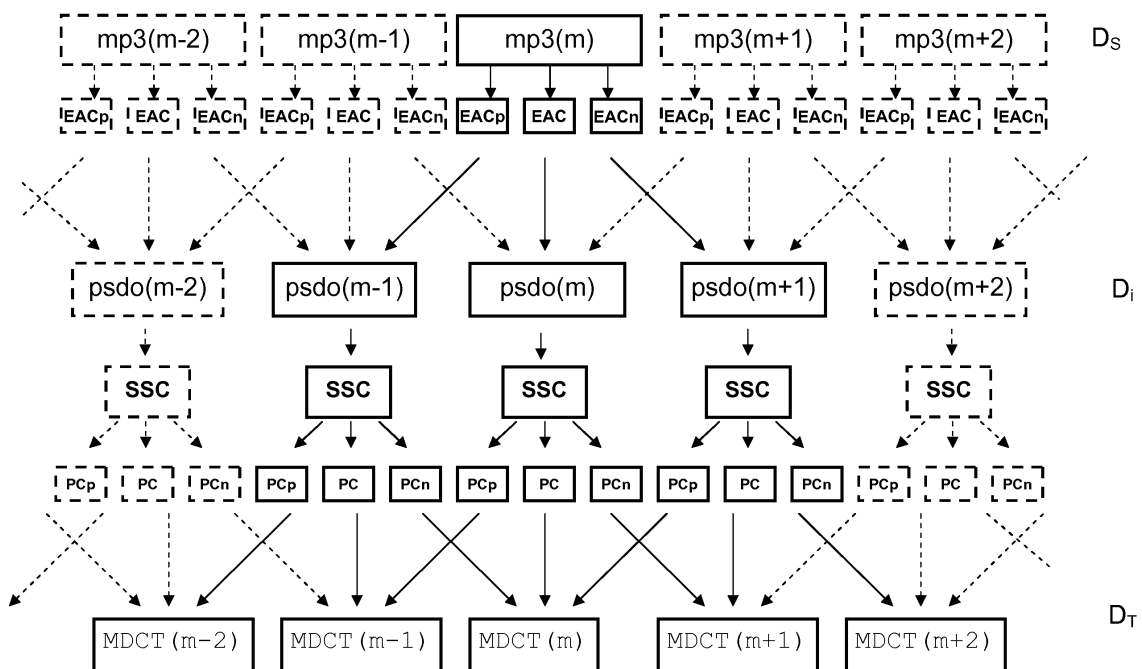 mp3(m-2) mp3(m-1) mp3(m) mp3(m+1) mp3(m+2) DS
EACp EAC EACn EACp EAC EACn EACp EAC EACn EACp EAC EACn EACp EAC EACn
psdo(m-2) psdo(m-1) psdo(m) psdo(m+1) psdo(m+2) Di
SSC SSC SSC SSC SSC
PCp PC PCn PCp PC PCn PCp PC PCn PCp PC PCn PCp PC PCn
DT
MDCT(m-2) MDCT(m-1) MDCT(m) MDCT(m+1) MDCT(m+2)